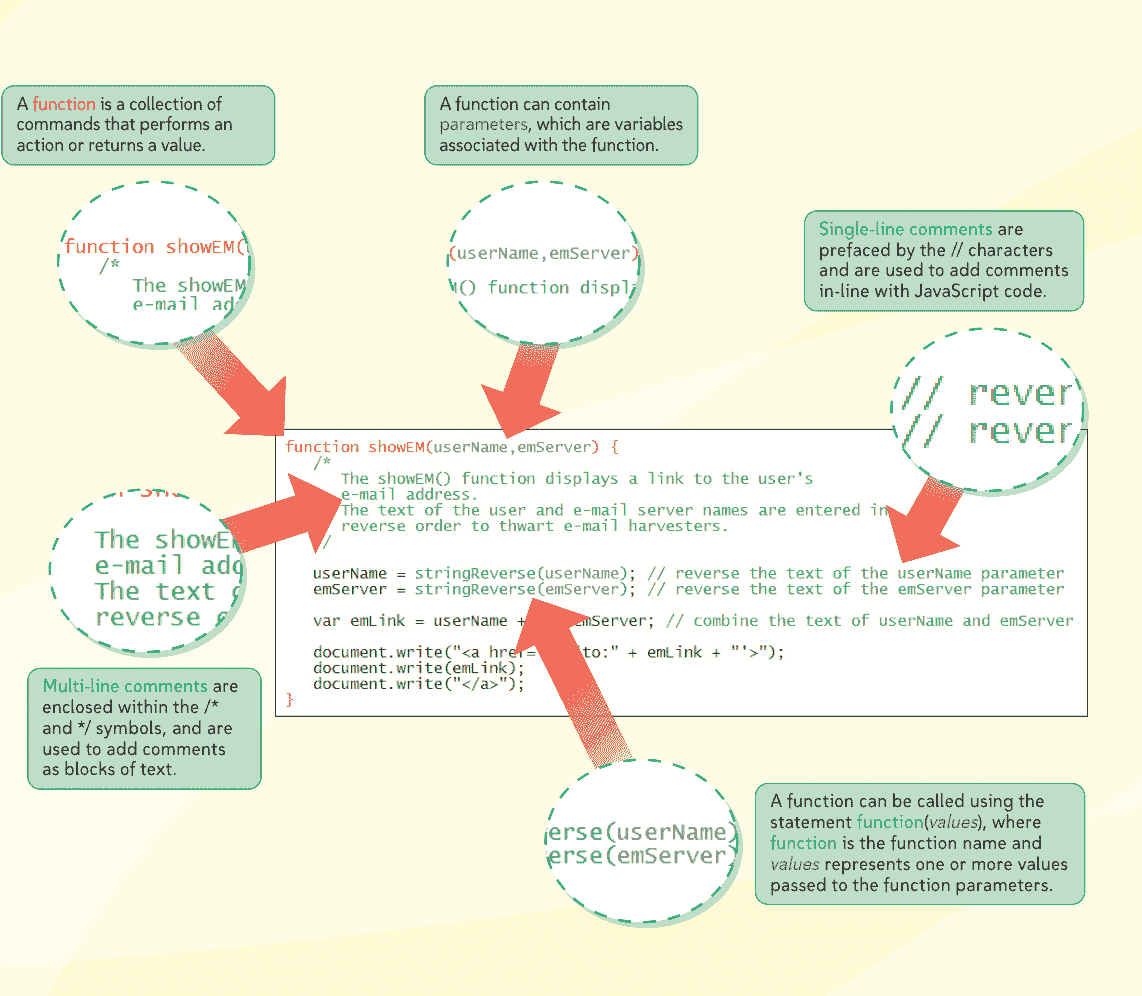 A function is a collection of
commands that performs an
action or returns a value.
A function can contain
parameters, which are variables
associated with the function.
Single-line comments are
prefaced by the // characters
and are used to add comments
in-line with JavaScript code.
function showEM(
/*
The showEM
e-mail ad
(userName,emServer)
() function displ
// rever
// rever
function showEM(userName,emServer) {
/*
The showEM() function displays a link to the user's
e-mail address.
The text of the user and e-mail server names are entered in
reverse order to thwart e-mail harvesters.
/
userName = stringReverse(userName); // reverse the text of the userName parameter
emServer = stringReverse(emServer); // reverse the text of the emServer parameter
var emLink = userName + emServer; // combine the text of userName and emServer
document.write("<a href= to:" + emLink + "'>");
document.write(emLink);
document.write("</a>");
}
The showE
e-mail add
The text
reverse
Multi-line comments are
enclosed within the /*
and */ symbols, and are
used to add comments
as blocks of text.
erse(userName)
erse(emServer)
A function can be called using the
statement function(values), where
function is the function name and
values represents one or more values
passed to the function parameters.